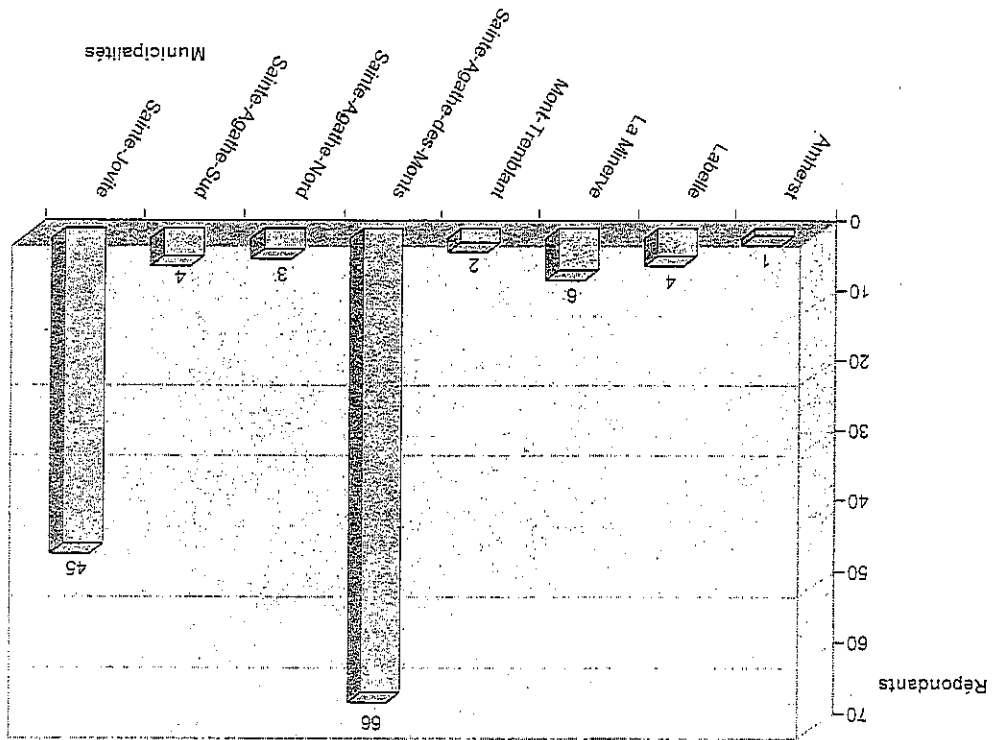 Répondants
70
60
50
40
30
20
10
0
1
4
6
2
66
3
4
45
Amherst
Labelle
La Minerve
Mont-Tremblant
Sainte-Agathe-des-Monts
Sainte-Agathe-Nord
Sainte-Agathe-Sud
Sainte-Jovite
Municipalités